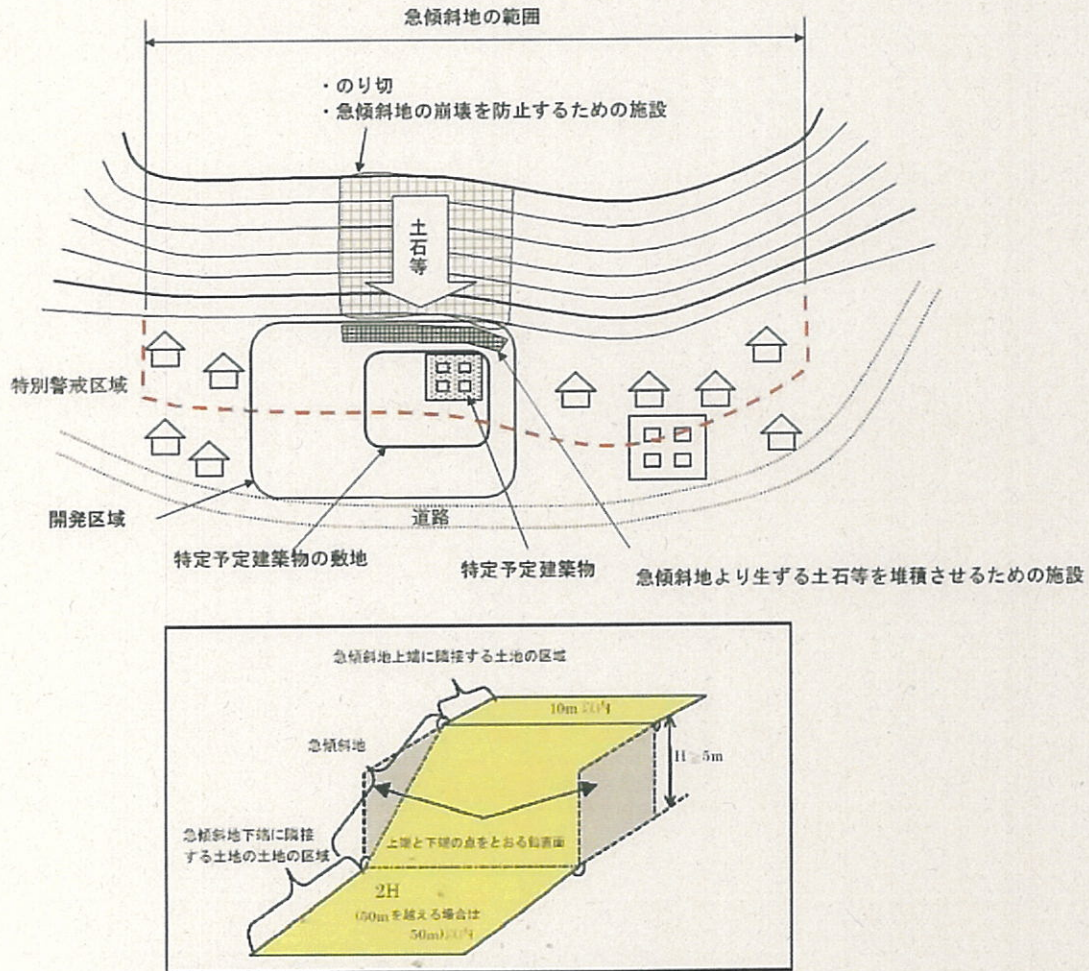 急傾斜地の範囲
・のり切
・急傾斜地の崩壊を防止するための施設
土石等
特別警戒区域
開発区域
道路
特定予定建築物の敷地
特定予定建築物
急傾斜地より生ずる土石等を堆積させるための施設
急傾斜地上端に隣接する土地の区域
10m以内
急傾斜地
H≧5m
上端と下端の点をとおる鉛直面
急傾斜地下端に隣接
する土地の土地の区域
2H
(50mを越える場合は
50m)以内